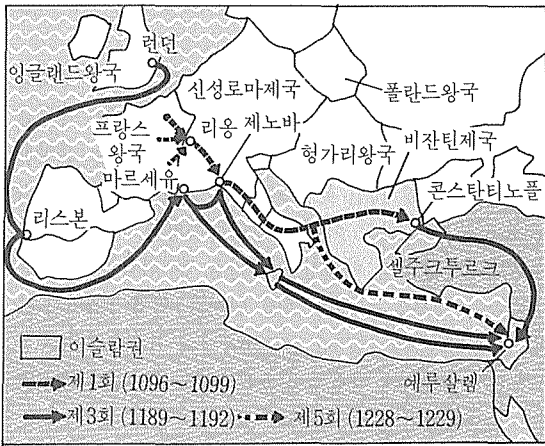 런던
잉글랜드왕국
신성로마제국
폴란드왕국
프랑스
왕국
리옹
제노바
비잔틴제국
헝가리왕국
마르세유
콘스탄티노플
리스본
셀주크투르크
이슬람권
예루살렘
제1회 (1096~1099)
제3회 (1189~1192)
제5회 (1228~1229)